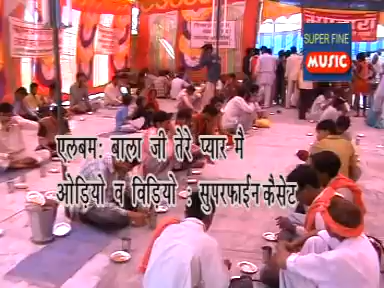 SUPER FINE
MUSIC
एलबम: बाला जी तेरे प्यार मै
ओडियो व विडियो : सुपरफाईन कैसेट